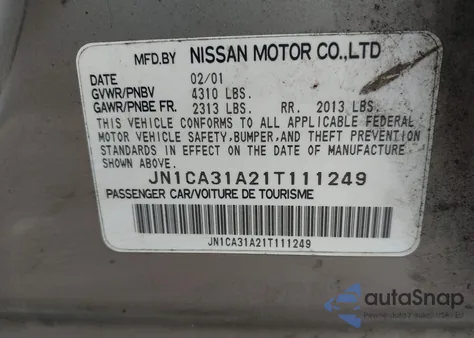 MFD.BY NISSAN MOTOR CO.,LTD
DATE 02/01
GVWR/PNBV 4310 LBS.
GAWR/PNBE FR. 2313 LBS. RR. 2013 LBS.
THIS VEHICLE CONFORMS TO ALL APPLICABLE FEDERAL
MOTOR VEHICLE SAFETY, BUMPER, AND THEFT PREVENTION
STANDARDS IN EFFECT ON THE DATE OF MANUFACTURE
SHOWN ABOVE.
JN1CA31A21T111249
PASSENGER CAR/VOITURE DE TOURISME
JN1CA31A21T111249
autoSnap